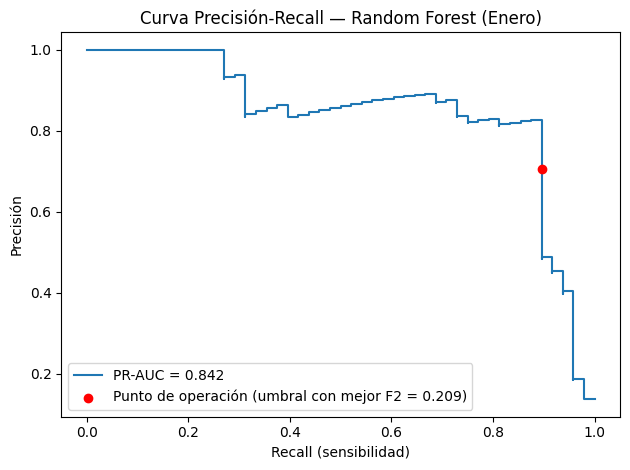 Curva Precisión-Recall — Random Forest (Enero)
Precisión
1.0
0.8
0.6
0.4
0.2
PR-AUC = 0.842
Punto de operación (umbral con mejor F2 = 0.209)
0.0 0.2 0.4 0.6 0.8 1.0
Recall (sensibilidad)